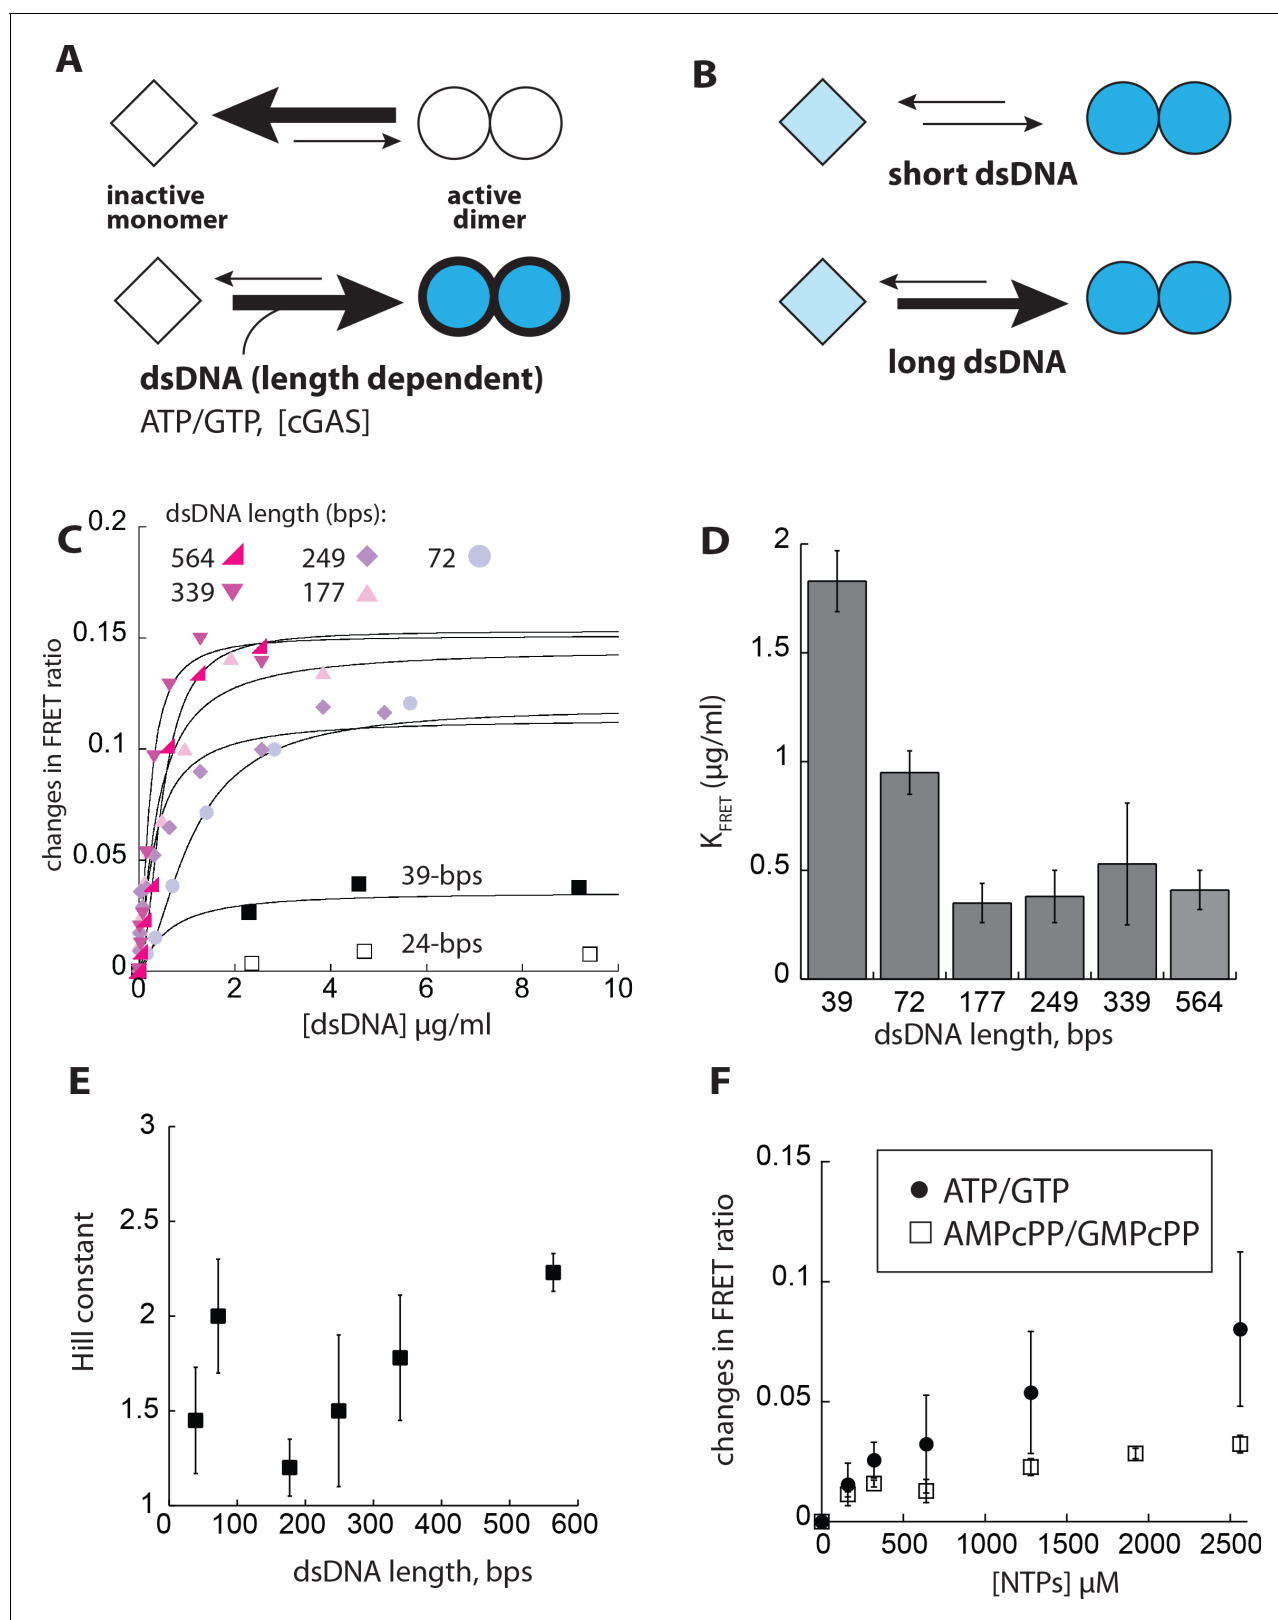 A
inactive
monomer
active
dimer
dsDNA (length dependent)
ATP/GTP, [cGAS]
B
short dsDNA
long dsDNA
C
dsDNA length (bps):
564
249
72
339
177
0.2
0.15
0.1
0.05
0
39-bps
24-bps
0
2
4
6
8
10
changes in FRET ratio
[dsDNA] µg/ml
D
2
1.5
1
0.5
0
39
72
177
249
339
564
KFRET (µg/ml)
dsDNA length, bps
E
3
2.5
2
1.5
1
0
100
200
300
400
500
600
Hill constant
dsDNA length, bps
F
ATP/GTP
AMPcPP/GMPcPP
0.15
0.1
0.05
0
0
500
1000
1500
2000
2500
changes in FRET ratio
[NTPs] µM